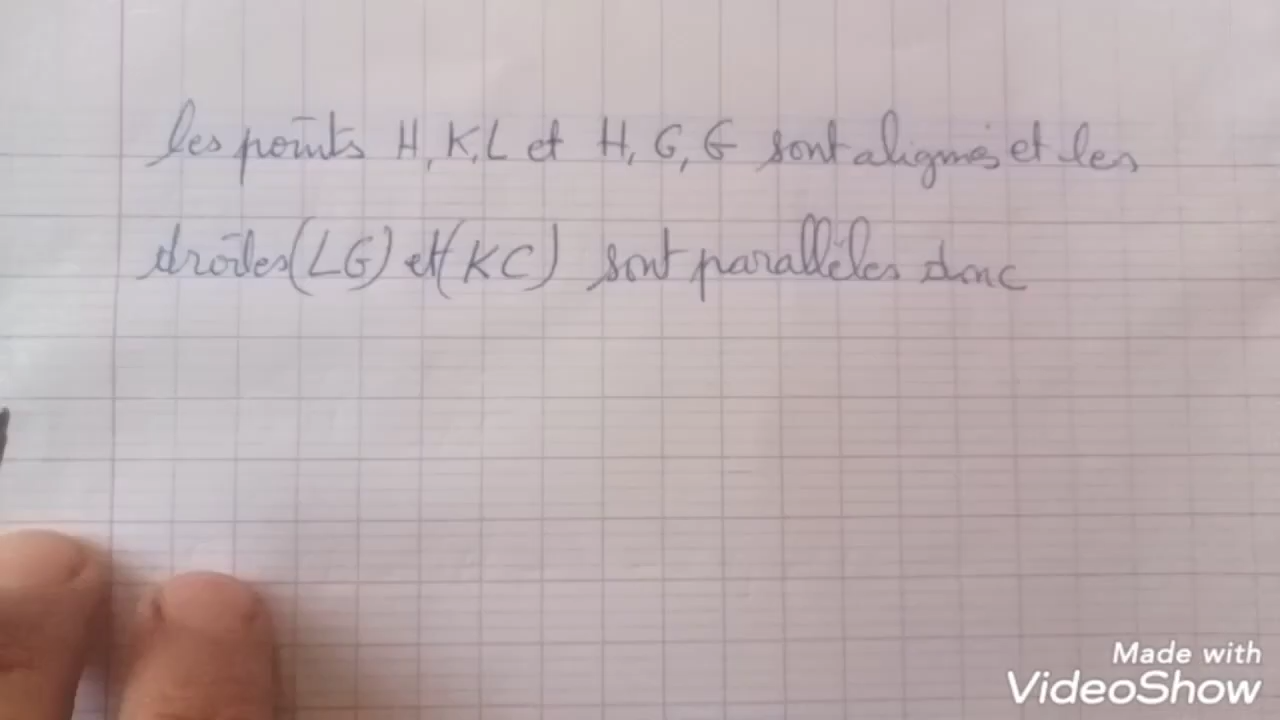 les points H, K, L et H, G, G sont alignés et les
droites (LG) et (KC) sont parallèles donc
Made with
VideoShow